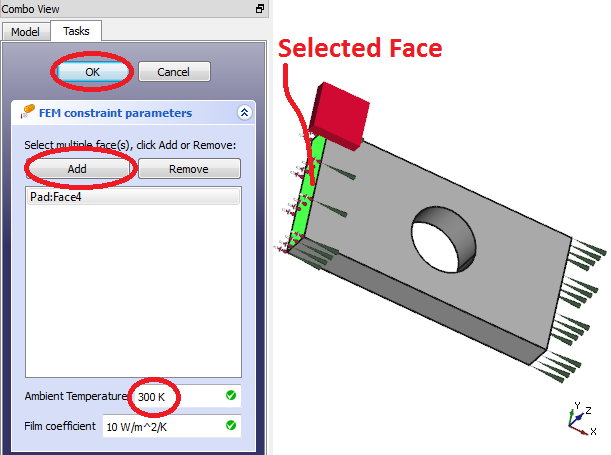 Combo View
Model Tasks
OK Cancel
FEM constraint parameters
Select multiple face(s), click Add or Remove:
Add Remove
Pad:Face4
Ambient Temperature 300 K
Film coefficient 10 W/m^2/K
Selected Face
Y
Z
X